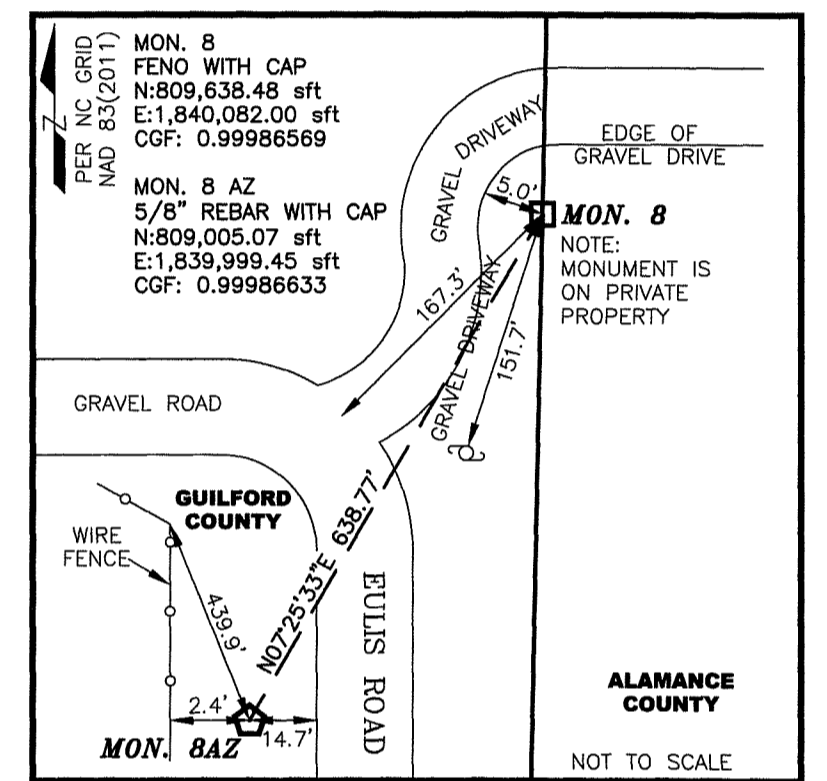 PER NC GRID
NAD 83(2011)
Z
MON. 8
FENO WITH CAP
N:809,638.48 sft
E:1,840,082.00 sft
CGF: 0.99986569
MON. 8 AZ
5/8" REBAR WITH CAP
N:809,005.07 sft
E:1,839,999.45 sft
CGF: 0.99986633
GRAVEL DRIVEWAY
EDGE OF
GRAVEL DRIVE
5.0'
MON. 8
NOTE:
MONUMENT IS
ON PRIVATE
PROPERTY
167.3'
GRAVEL DRIVEWAY
151.7'
GRAVEL ROAD
GUILFORD
COUNTY
WIRE
FENCE
439.9'
N07°25'33"E 638.77'
EULIS ROAD
2.4'
14.7'
MON. 8AZ
ALAMANCE
COUNTY
NOT TO SCALE